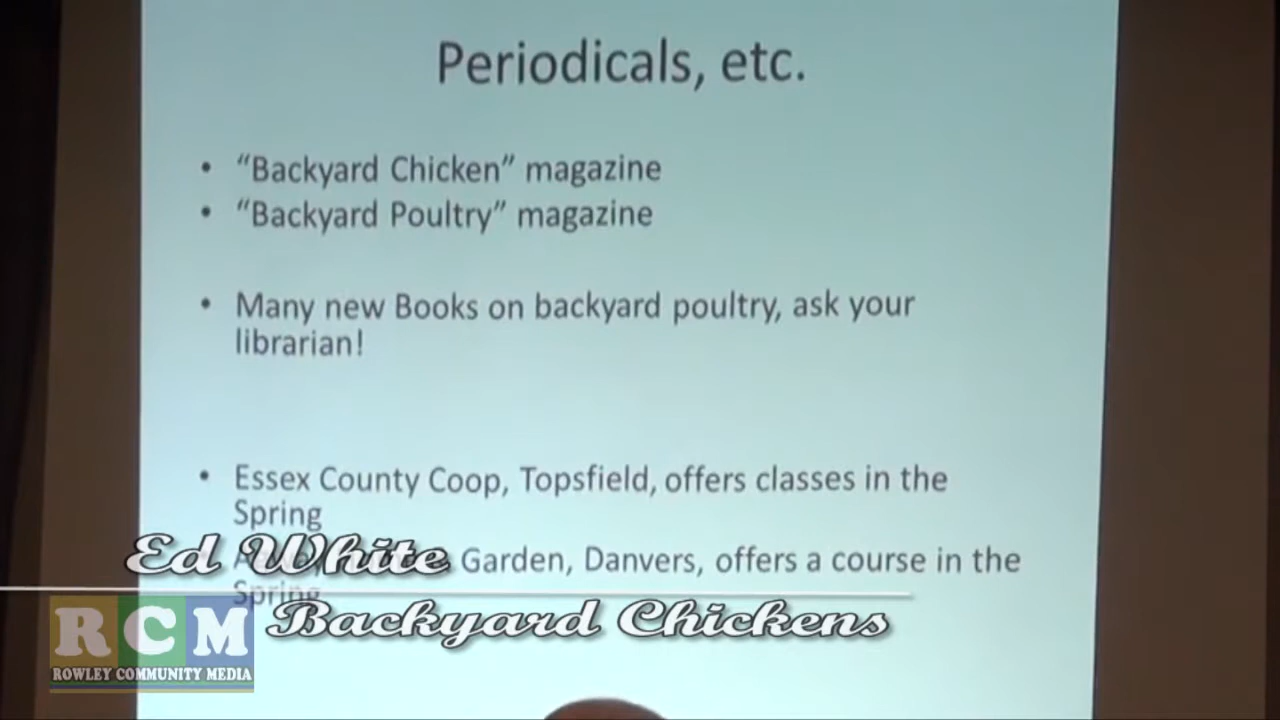 Periodicals, etc.
• “Backyard Chicken” magazine
• “Backyard Poultry” magazine
• Many new Books on backyard poultry, ask your
librarian!
• Essex County Coop, Topsfield, offers classes in the
Spring
Garden, Danvers, offers a course in the
Spring
Ed White
Backyard Chickens
RCM
ROWLEY COMMUNITY MEDIA